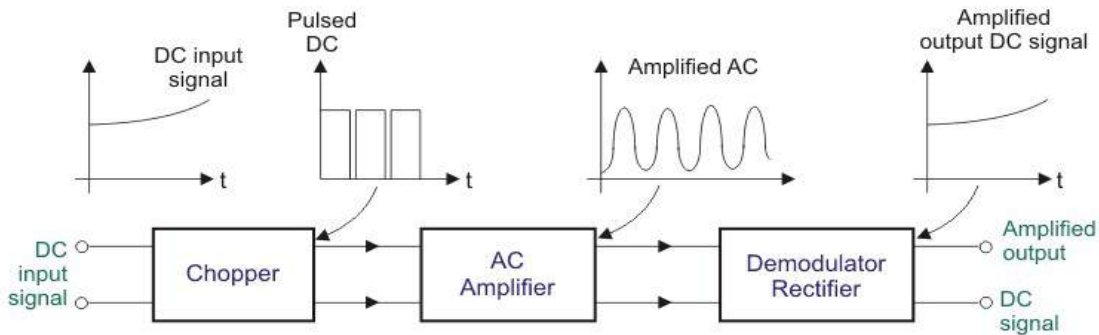 DC input
signal
t
Pulsed
DC
t
Amplified AC
t
Amplified
output DC signal
t
DC
input
signal
Chopper
AC
Amplifier
Demodulator
Rectifier
Amplified
output
DC
signal